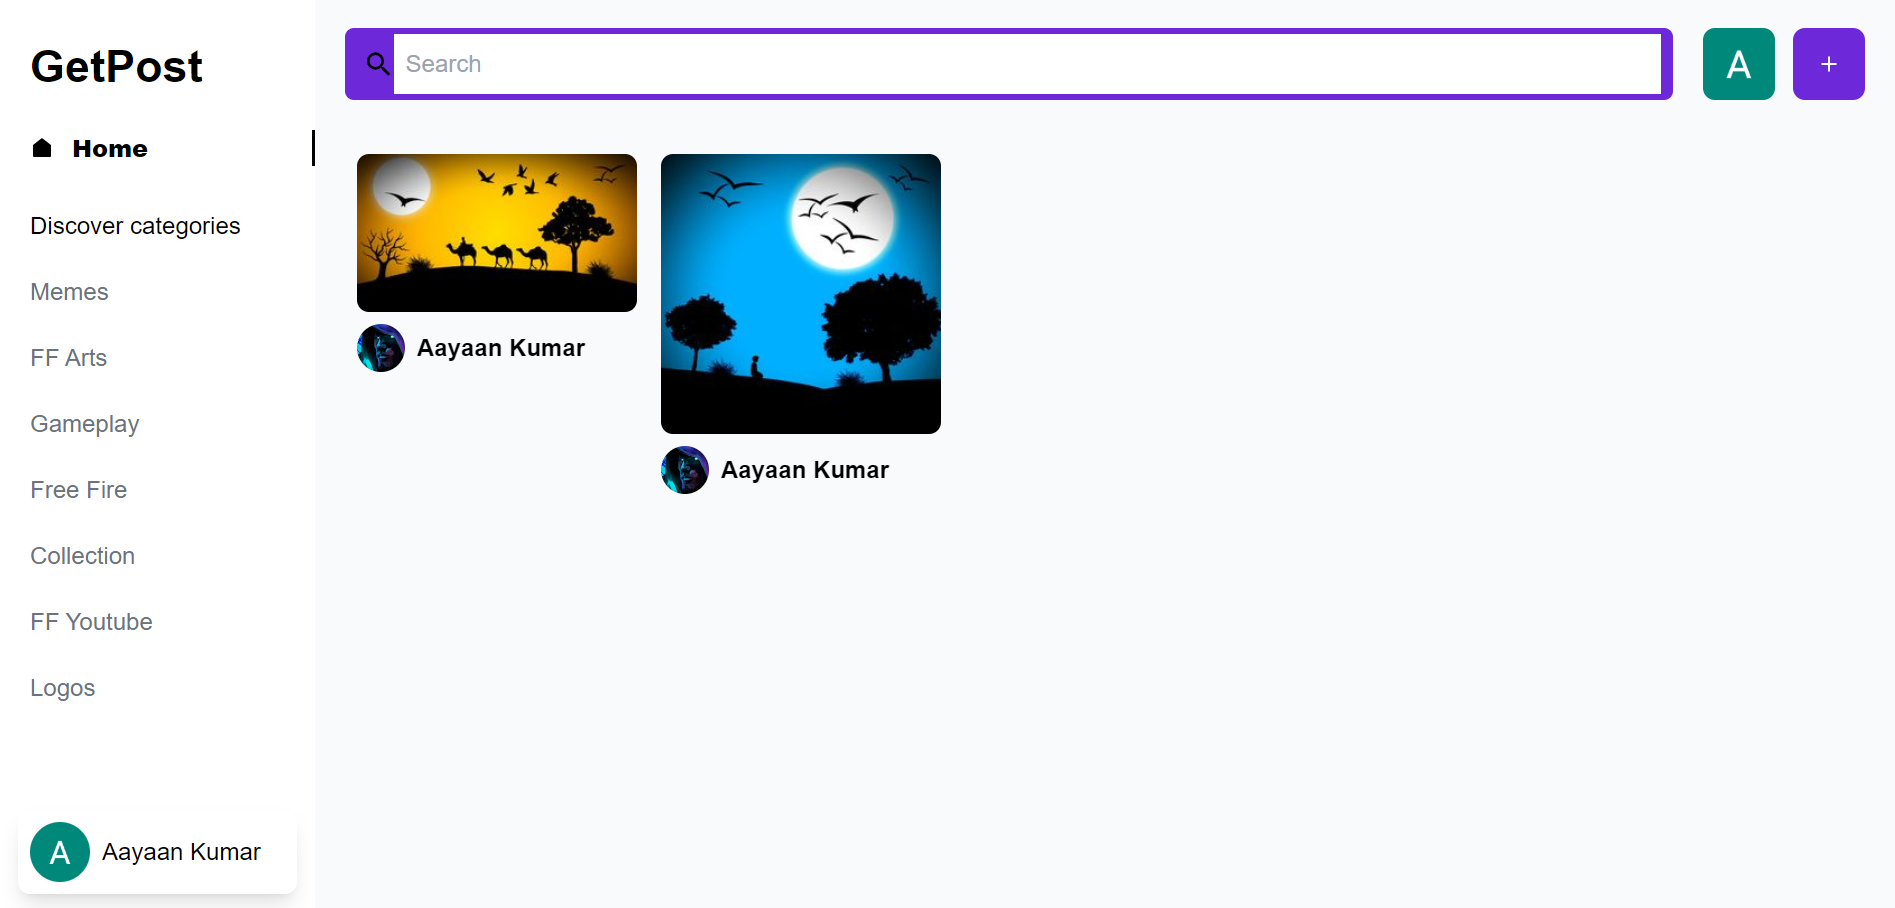 GetPost
Home
Discover categories
Memes
FF Arts
Gameplay
Free Fire
Collection
FF Youtube
Logos
A Aayaan Kumar
Search
A +
Aayaan Kumar
Aayaan Kumar